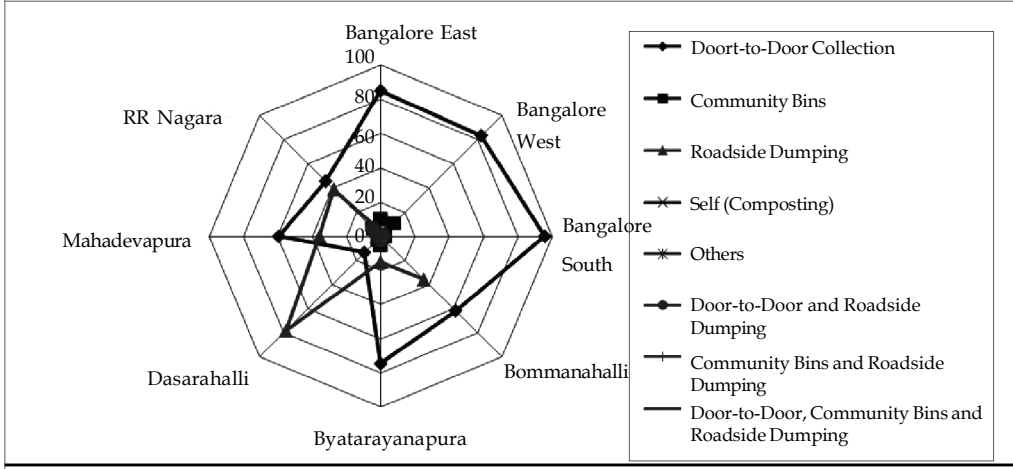 Bangalore East
100
80
60
40
20
0
Bangalore
West
Bangalore
South
Bommanahalli
Byatarayanapura
Dasarahalli
Mahadevapura
RR Nagara
Doort-to-Door Collection
Community Bins
Roadside Dumping
Self (Composting)
Others
Door-to-Door and Roadside
Dumping
Community Bins and Roadside
Dumping
Door-to-Door, Community Bins and
Roadside Dumping